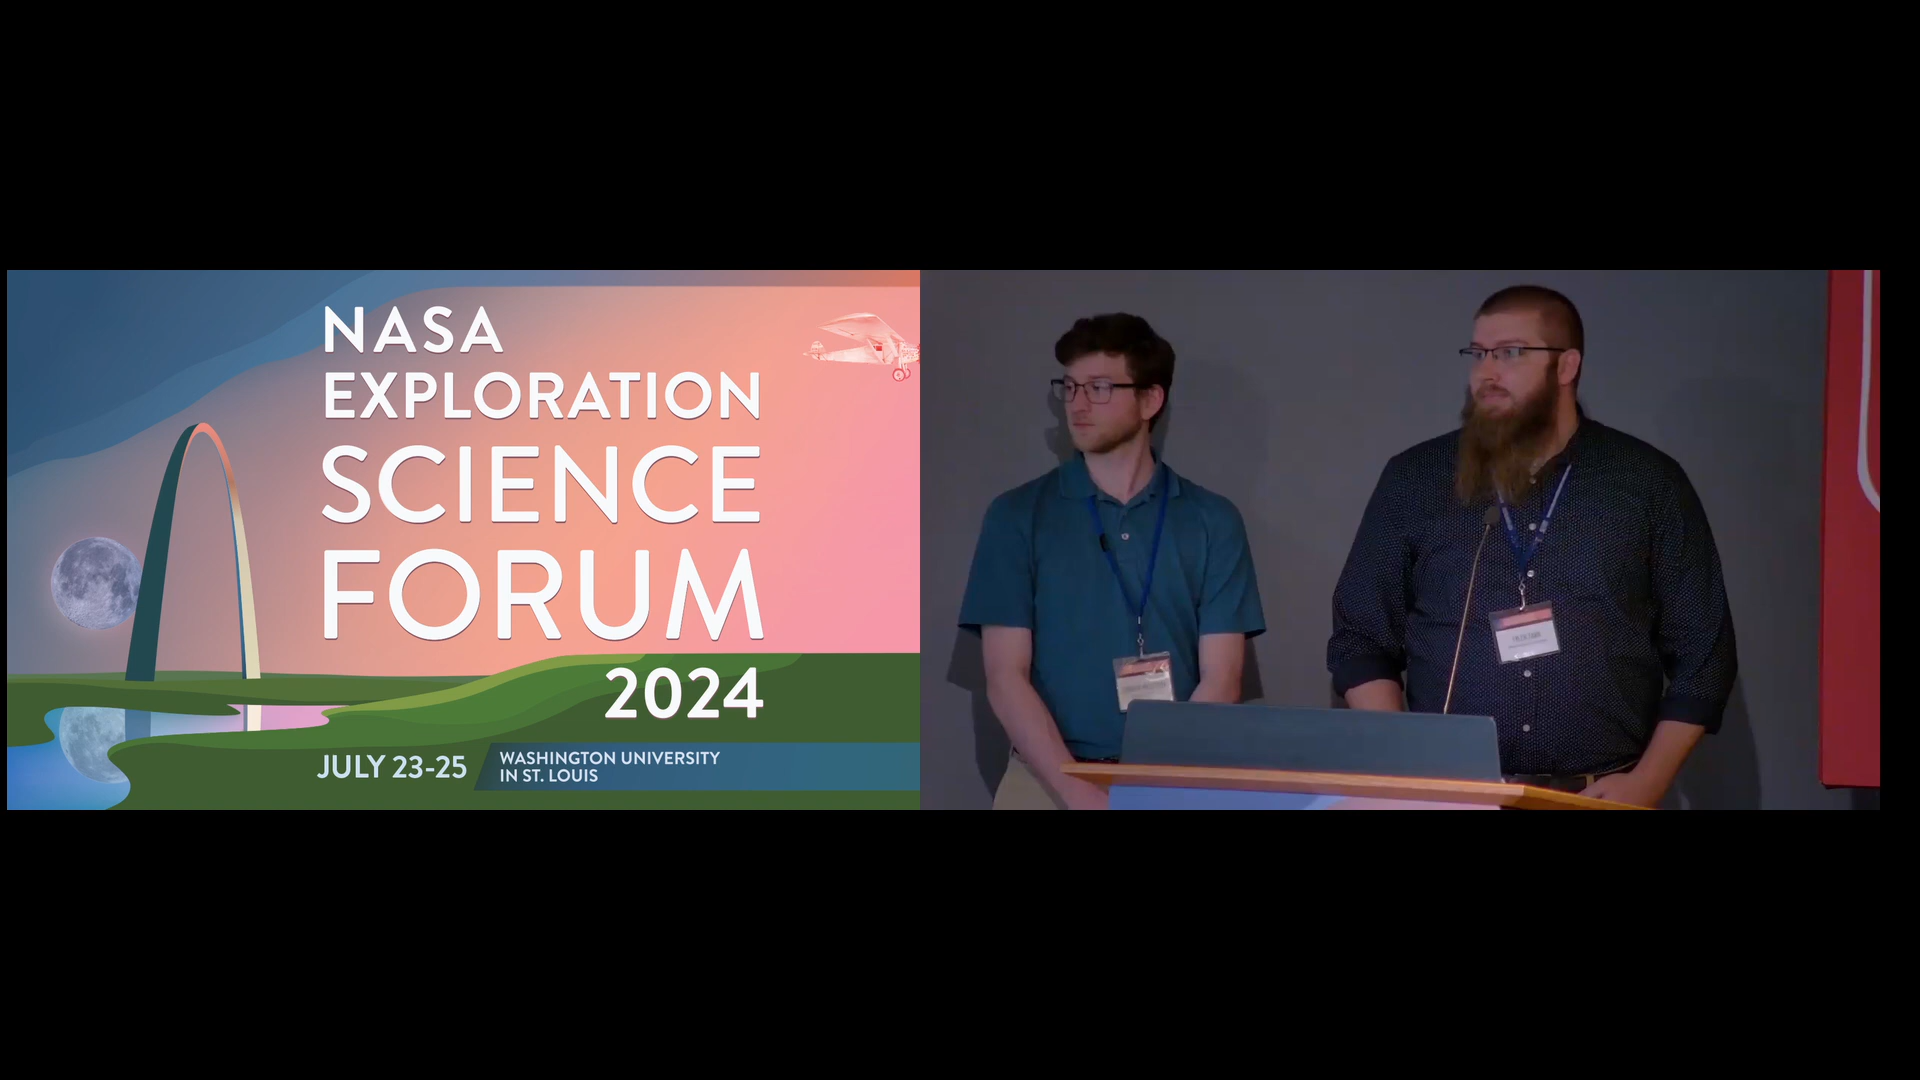 NASA
EXPLORATION
SCIENCE
FORUM
2024
JULY 23-25
WASHINGTON UNIVERSITY
IN ST. LOUIS